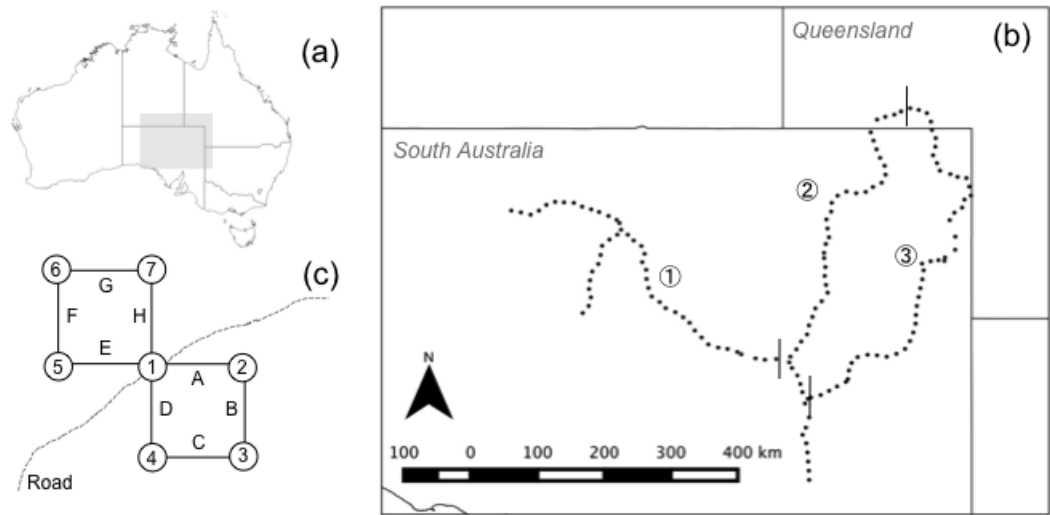 (a)
Queensland
(b)
South Australia
②
③
①
N
100 0 100 200 300 400 km
(c)
6 7
G
F H
E
5 1 2
A
D B
C
4 3
Road